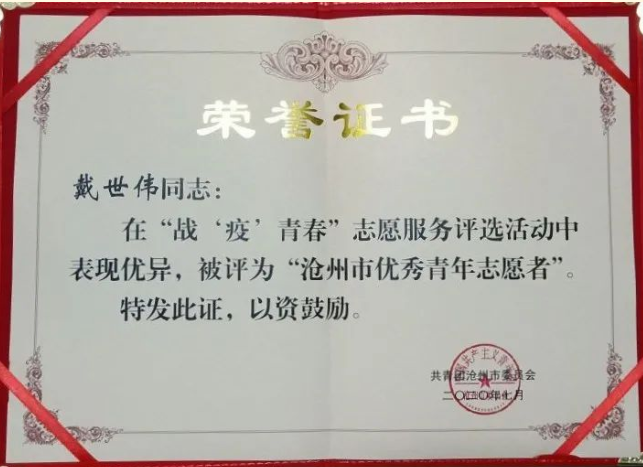 荣誉证书
戴世伟同志：
在“战‘疫’青春”志愿服务评选活动中
表现优异，被评为“沧州市优秀青年志愿者”。
特发此证，以资鼓励。
共青团沧州市委员会
二〇二〇年七月